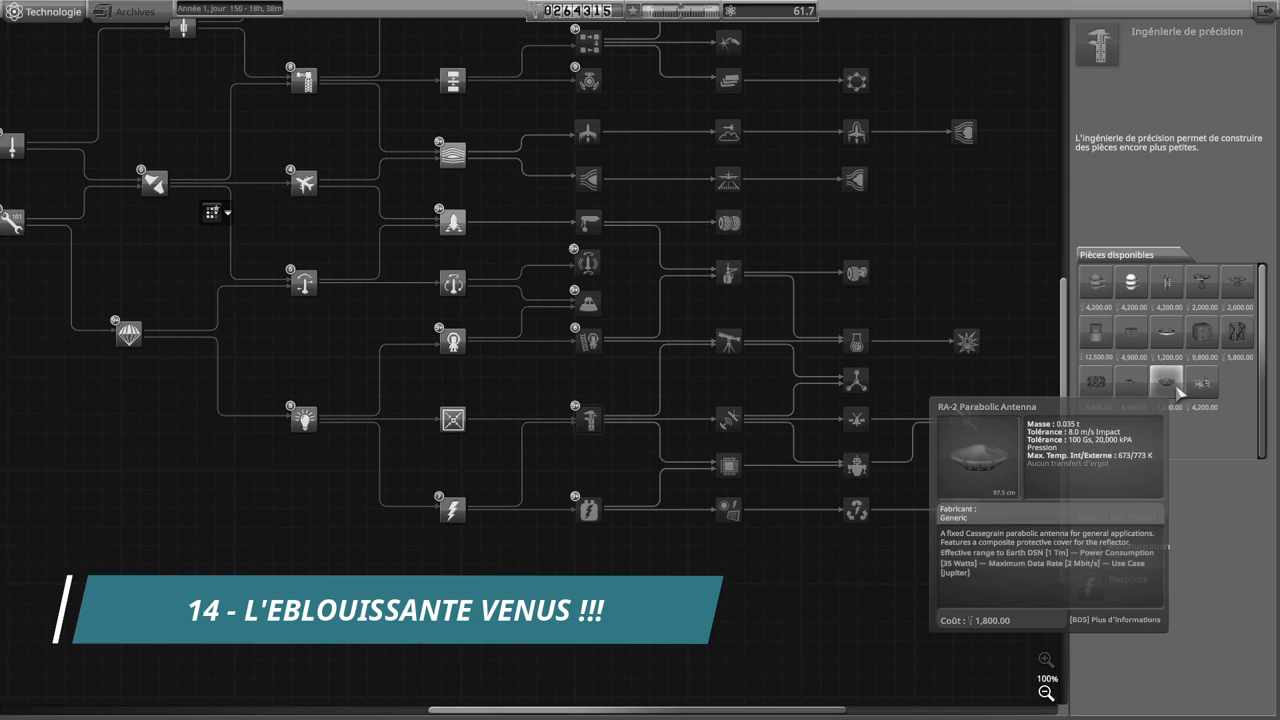 Technologie
Archives
Année 1, jour 150 - 18h, 38m
0264315
61.7
Ingénierie de précision
L'ingénierie de précision permet de construire
des pièces encore plus petites.
Pièces disponibles
4,200.00 4,200.00 4,200.00 2,000.00 2,600.00
12,500.00 4,900.00 1,200.00 9,800.00 5,800.00
4,200.00
RA-2 Parabolic Antenna
Masse : 0.035 t
Tolérance : 8.0 m/s Impact
Tolérance : 100 Gs, 20,000 kPA
Pression
Max. Temp. Int/Externe : 673/773 K
Aucun transfert d'ergol
97.5 cm
Fabricant :
Generic
A fixed Cassegrain parabolic antenna for general applications.
Features a composite protective cover for the reflector.
Effective range to Earth DSN [1 Tm] — Power Consumption
[35 Watts] — Maximum Data Rate [2 Mbit/s] — Use Case
[Jupiter]
Électricité
Coût : 1,800.00
[BDS] Plus d'informations
14 - L'EBLOUISSANTE VENUS !!!
100%